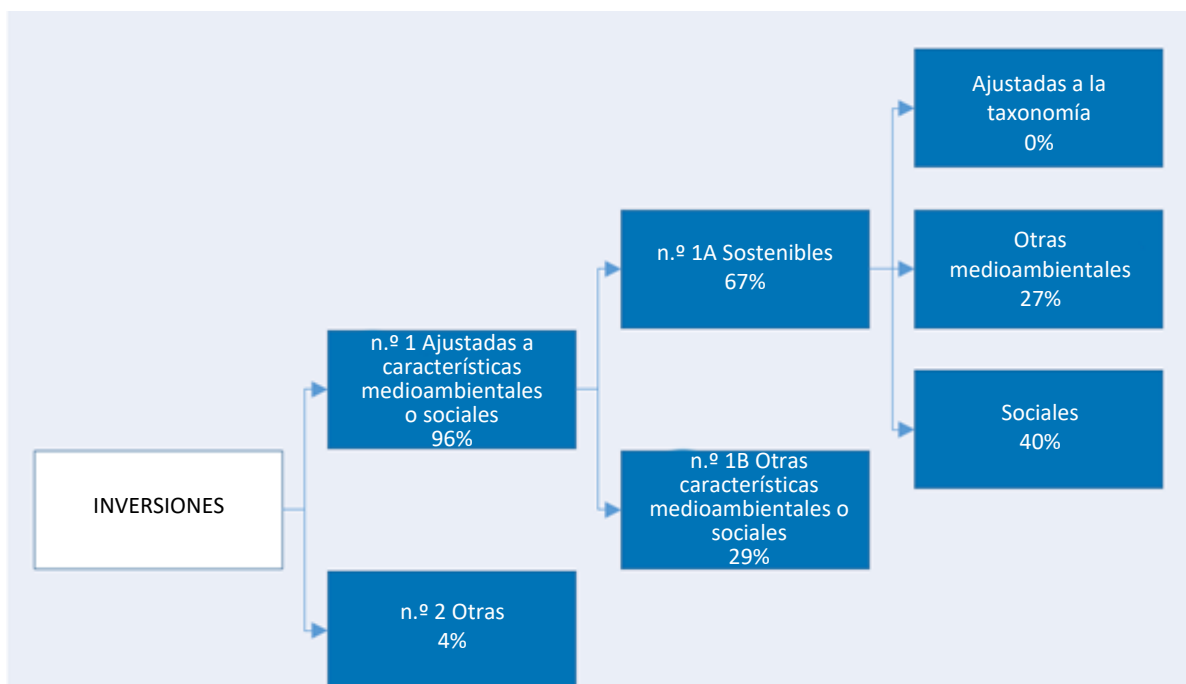 INVERSIONES
n.º 1 Ajustadas a
características
medioambientales
o sociales
96%
n.º 2 Otras
4%
n.º 1A Sostenibles
67%
n.º 1B Otras
características
medioambientales o
sociales
29%
Ajustadas a la
taxonomía
0%
Otras
medioambientales
27%
Sociales
40%